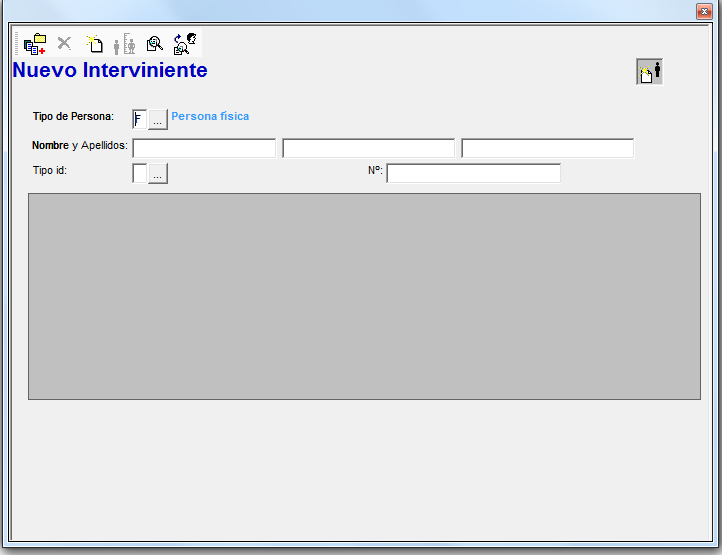 Nuevo Interviniente
Tipo de Persona: F ... Persona física
Nombre y Apellidos:
Tipo id: ... Nº: